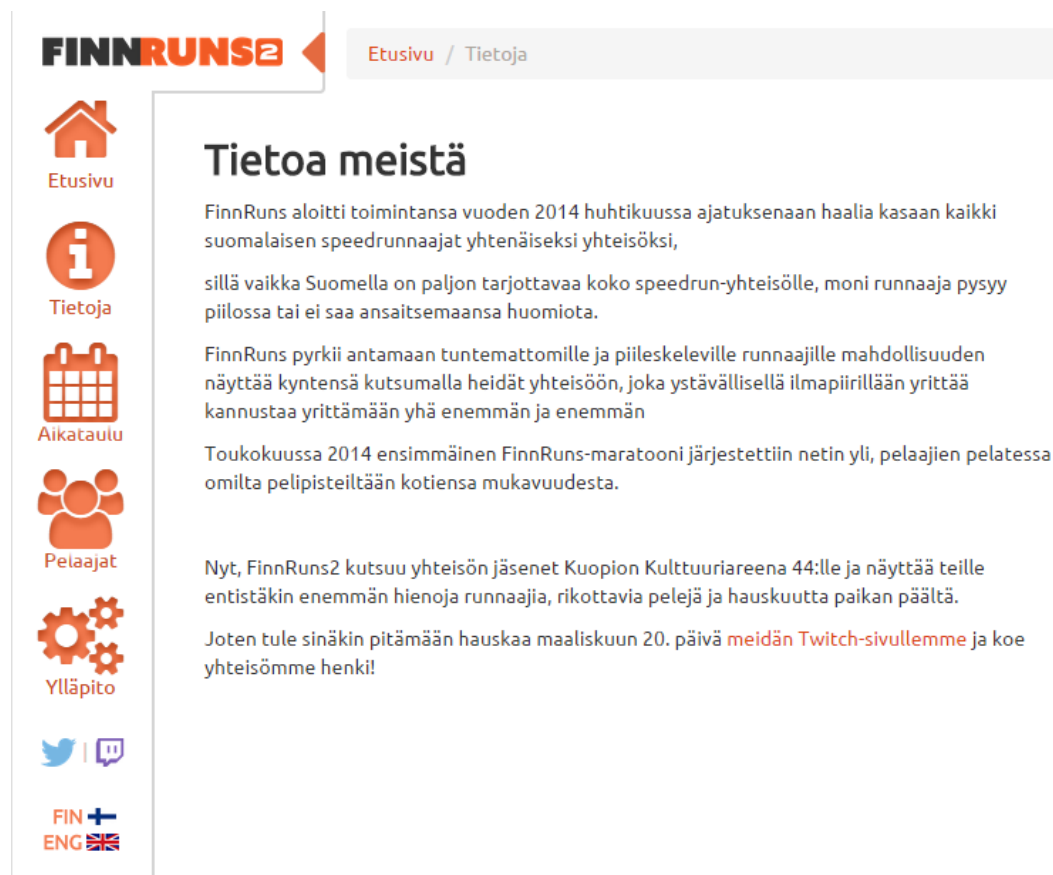 FINNRUNS2
Etusivu / Tietoja
Etusivu
Tietoja
Aikataulu
Pelaajat
Ylläpito
FIN
ENG
Tietoa meistä
FinnRuns aloitti toimintansa vuoden 2014 huhtikuussa ajatuksenaan haalia kasaan kaikki
suomalaisen speedrunnaajat yhtenäiseksi yhteisöksi,
sillä vaikka Suomella on paljon tarjottavaa koko speedrun-yhteisölle, moni runnaaja pysyy
piilossa tai ei saa ansaitsemaansa huomiota.
FinnRuns pyrkii antamaan tuntemattomille ja piileskeleville runnaajille mahdollisuuden
näyttää kyntensä kutsumalla heidät yhteisöön, joka ystävällisellä ilmapiirillään yrittää
kannustaa yrittämään yhä enemmän ja enemmän
Toukokuussa 2014 ensimmäinen FinnRuns-maratooni järjestettiin netin yli, pelaajien pelatessa
omilta pelipisteiltään kotiensa mukavuudesta.
Nyt, FinnRuns2 kutsuu yhteisön jäsenet Kuopion Kulttuuriareena 44:lle ja näyttää teille
entistäkin enemmän hienoja runnaajia, rikottavia pelejä ja hauskuutta paikan päältä.
Joten tule sinäkin pitämään hauskaa maaliskuun 20. päivä meidän Twitch-sivullemme ja koe
yhteisömme henki!